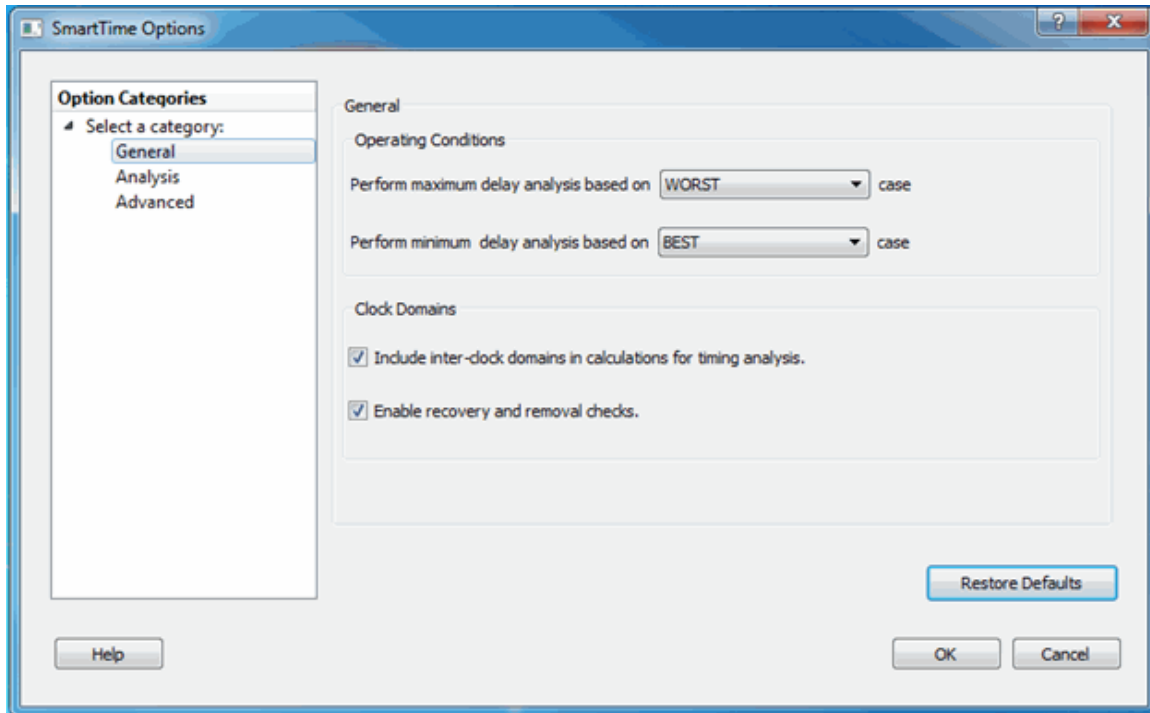 SmartTime Options
Option Categories
Select a category:
General
Analysis
Advanced
General
Operating Conditions
Perform maximum delay analysis based on WORST case
Perform minimum delay analysis based on BEST case
Clock Domains
Include inter-clock domains in calculations for timing analysis.
Enable recovery and removal checks.
Restore Defaults
Help OK Cancel